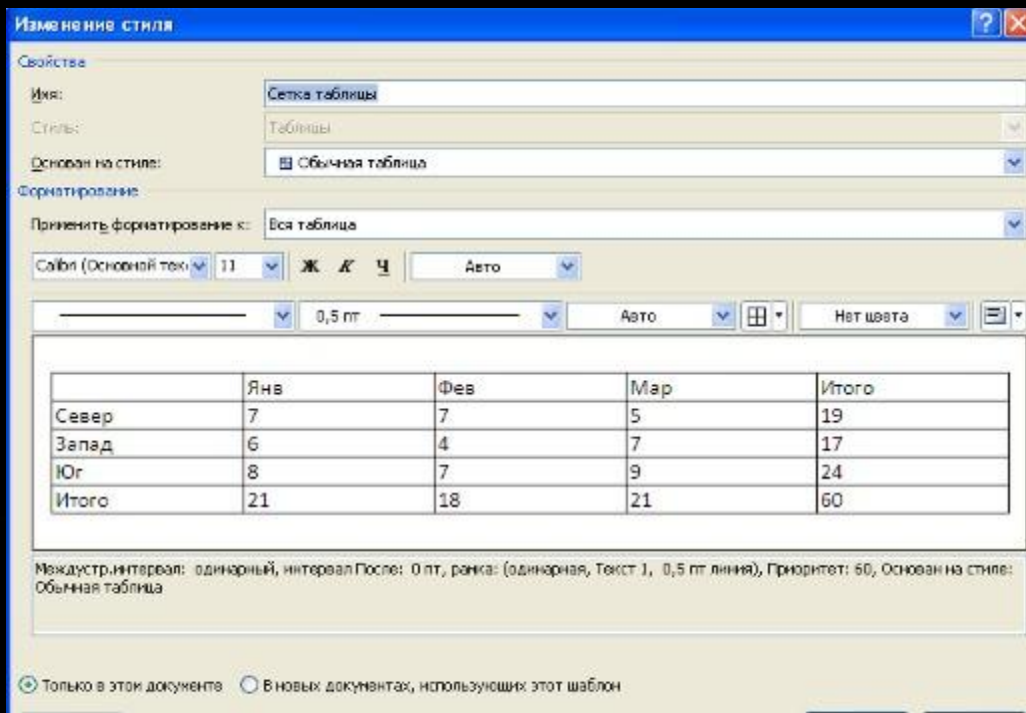 Изменение стиля
Свойства
Имя: Сетка таблицы
Стиль: Таблицы
Основан на стиле: Обычная таблица
Форматирование
Применить форматирование к: Вся таблица
Calibri (Основной тек 11 Ж К Ч Авто
0,5 пт Авто Нет цвета
Янв Фев Мар Итого
Север 7 7 5 19
Запад 6 4 7 17
Юг 8 7 9 24
Итого 21 18 21 60
Междустр.интервал: одинарный, интервал После: 0 пт, рамка: (одинарная, Текст 1, 0,5 пт линия), Приоритет: 60, Основан на стиле:
Обычная таблица
Только в этом документе В новых документах, использующих этот шаблон